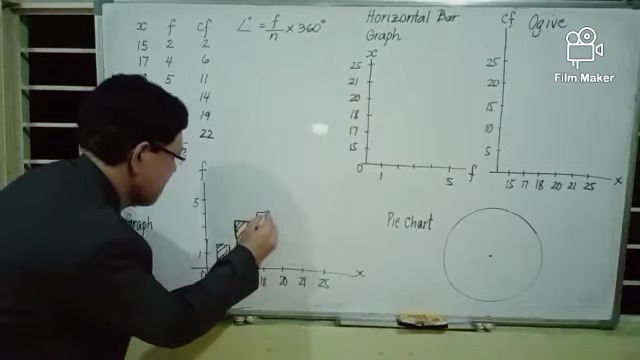 x f cf
15 2 2
17 4 6
5 11
14
19
22
∠° = f/n × 360°
Horizontal Bar
Graph
x
25
21
20
18
17
15
0 1 5 f
cf Ogive
25
20
15
10
5
15 17 18 20 21 25 x
Film Maker
Graph
f
5
1
0 18 20 21 25 x
Pie Chart